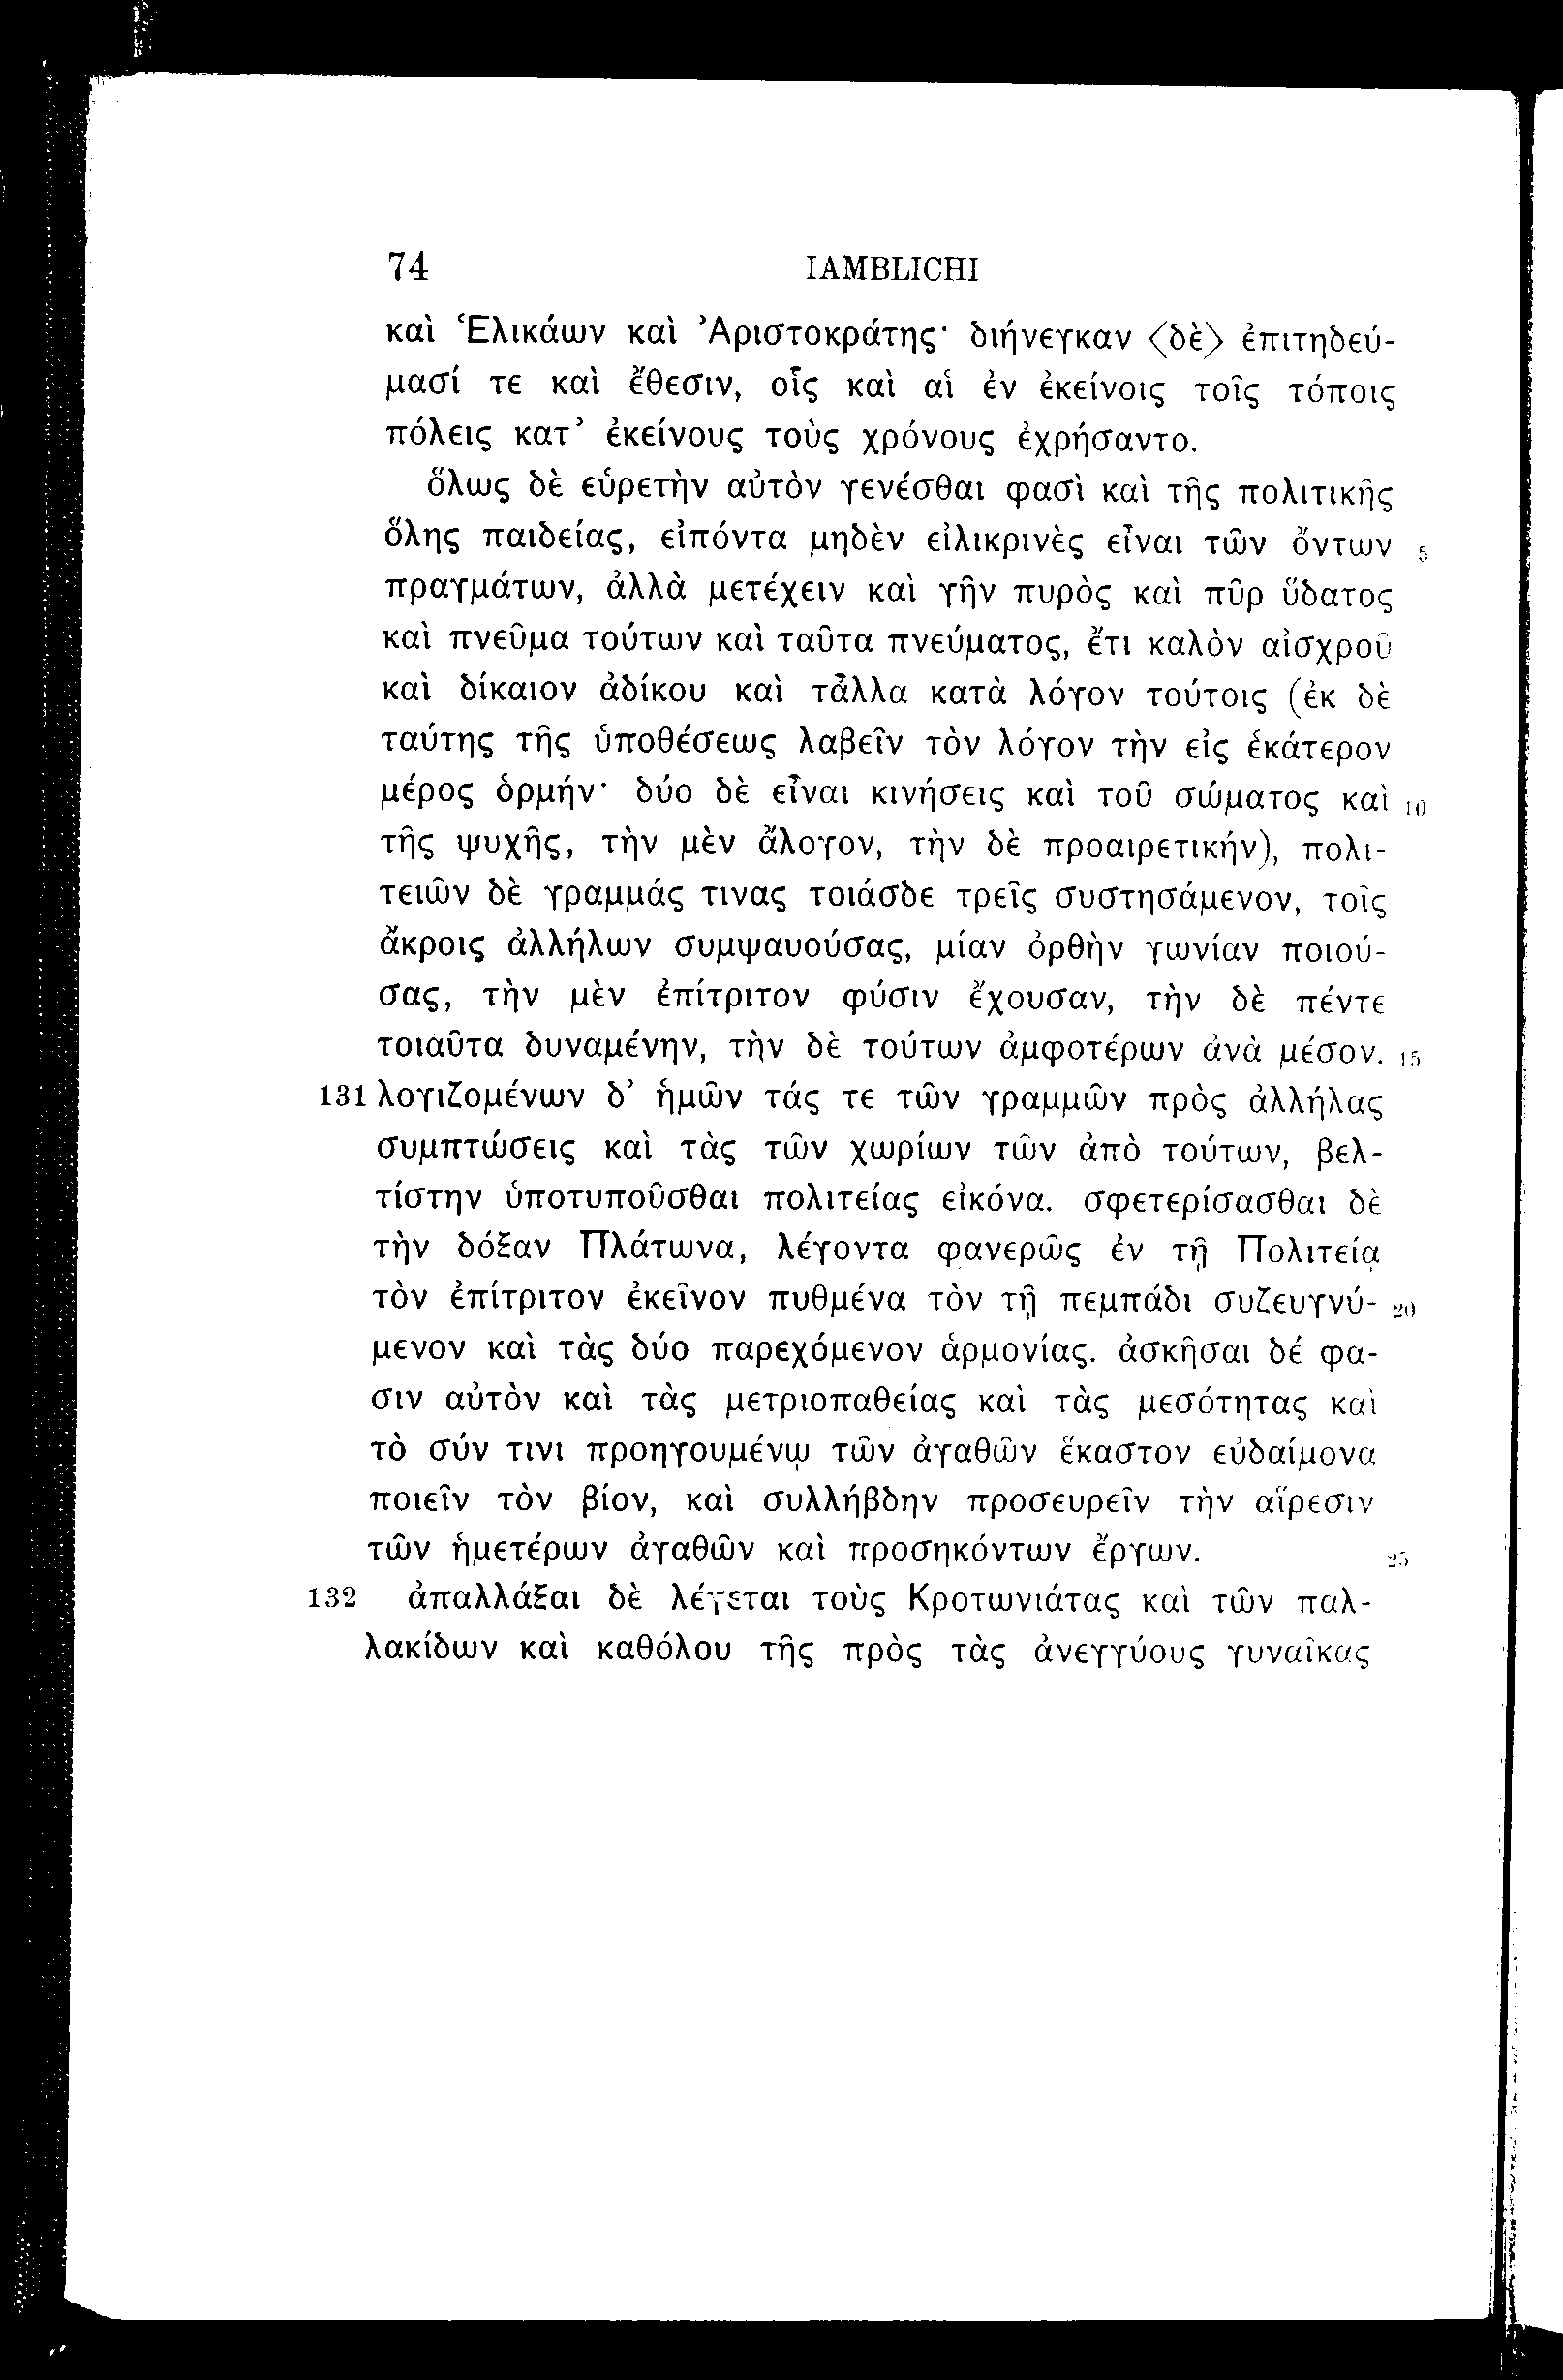 74 IAMBLICHI
καὶ Ἑλικάων καὶ Ἀριστοκράτης· διήνεγκαν ⟨δὲ⟩ ἐπιτηδεύ-
μασί τε καὶ ἔθεσιν, οἷς καὶ αἱ ἐν ἐκείνοις τοῖς τόποις
πόλεις κατ’ ἐκείνους τοὺς χρόνους ἐχρήσαντο.
ὅλως δὲ εὑρετὴν αὐτὸν γενέσθαι φασὶ καὶ τῆς πολιτικῆς
ὅλης παιδείας, εἰπόντα μηδὲν εἰλικρινὲς εἶναι τῶν ὄντων 5
πραγμάτων, ἀλλὰ μετέχειν καὶ γῆν πυρὸς καὶ πῦρ ὕδατος
καὶ πνεῦμα τούτων καὶ ταῦτα πνεύματος, ἔτι καλὸν αἰσχροῦ
καὶ δίκαιον ἀδίκου καὶ τἆλλα κατὰ λόγον τούτοις (ἐκ δὲ
ταύτης τῆς ὑποθέσεως λαβεῖν τὸν λόγον τὴν εἰς ἑκάτερον
μέρος ὁρμήν· δύο δὲ εἶναι κινήσεις καὶ τοῦ σώματος καὶ 10
τῆς ψυχῆς, τὴν μὲν ἄλογον, τὴν δὲ προαιρετικήν), πολι-
τειῶν δὲ γραμμάς τινας τοιάσδε τρεῖς συστησάμενον, τοῖς
ἄκροις ἀλλήλων συμψαυούσας, μίαν ὀρθὴν γωνίαν ποιού-
σας, τὴν μὲν ἐπίτριτον φύσιν ἔχουσαν, τὴν δὲ πέντε
τοιαῦτα δυναμένην, τὴν δὲ τούτων ἀμφοτέρων ἀνὰ μέσον. 15
131 λογιζομένων δ’ ἡμῶν τάς τε τῶν γραμμῶν πρὸς ἀλλήλας
συμπτώσεις καὶ τὰς τῶν χωρίων τῶν ἀπὸ τούτων, βελ-
τίστην ὑποτυποῦσθαι πολιτείας εἰκόνα. σφετερίσασθαι δὲ
τὴν δόξαν Πλάτωνα, λέγοντα φανερῶς ἐν τῇ Πολιτείᾳ
τὸν ἐπίτριτον ἐκεῖνον πυθμένα τὸν τῇ πεμπάδι συζευγνύ- 20
μενον καὶ τὰς δύο παρεχόμενον ἁρμονίας. ἀσκῆσαι δέ φα-
σιν αὐτὸν καὶ τὰς μετριοπαθείας καὶ τὰς μεσότητας καὶ
τὸ σύν τινι προηγουμένῳ τῶν ἀγαθῶν ἕκαστον εὐδαίμονα
ποιεῖν τὸν βίον, καὶ συλλήβδην προσευρεῖν τὴν αἵρεσιν
τῶν ἡμετέρων ἀγαθῶν καὶ προσηκόντων ἔργων. 25
132 ἀπαλλάξαι δὲ λέγεται τοὺς Κροτωνιάτας καὶ τῶν παλ-
λακίδων καὶ καθόλου τῆς πρὸς τὰς ἀνεγγύους γυναῖκας